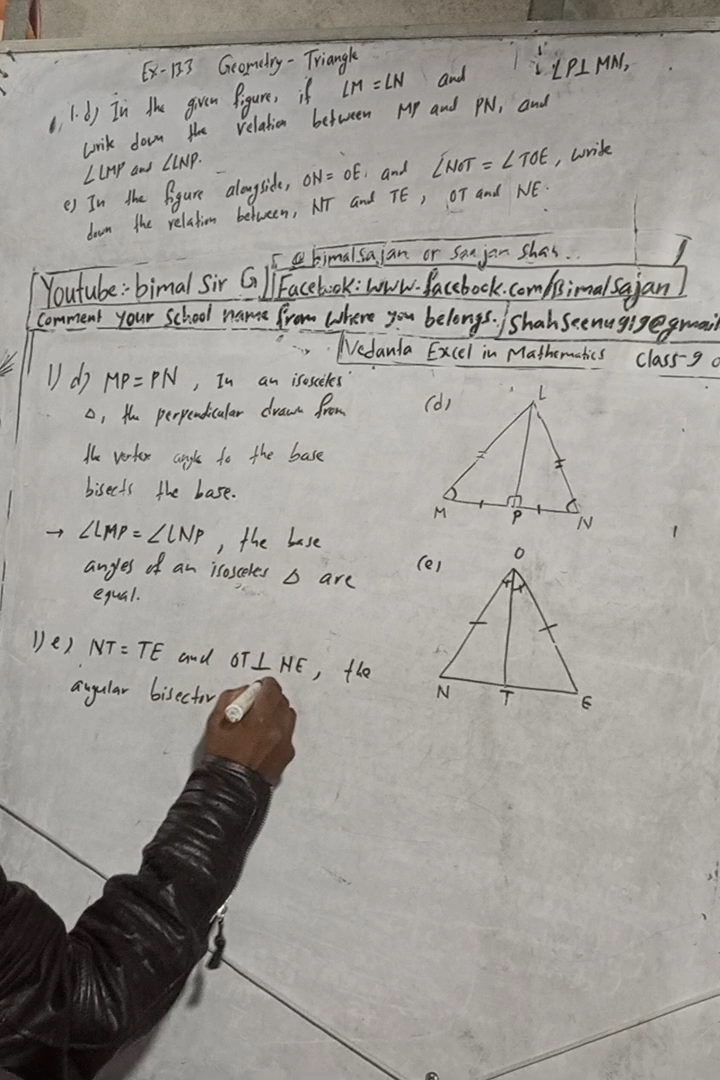 Ex-13.3 Geometry - Triangle
1.d) In the given figure, if LM = LN and LP⊥MN,
write down the relation between MP and PN, and
∠LMP and ∠LNP.
e) In the figure alongside, ON = OE, and ∠NOT = ∠TOE, write
down the relation between, NT and TE, OT and NE.
@bimalsajan or sanjan shah..
Youtube:- bimal Sir G
Facebook: www.facebook.com/Bimalsajan
Comment your School name from where you belongs.
Shahseenu919@gmail
Vedanta Excel in Mathematics Class-9
1) d) MP = PN, In an isosceles
△, the perpendicular drawn from
the vertex angle to the base
bisects the base.
→ ∠LMP = ∠LNP, the base
angles of an isosceles △ are
equal.
1) e) NT = TE and OT⊥NE, the
angular bisector
(d)
L
M P N
(e)
O
N T E